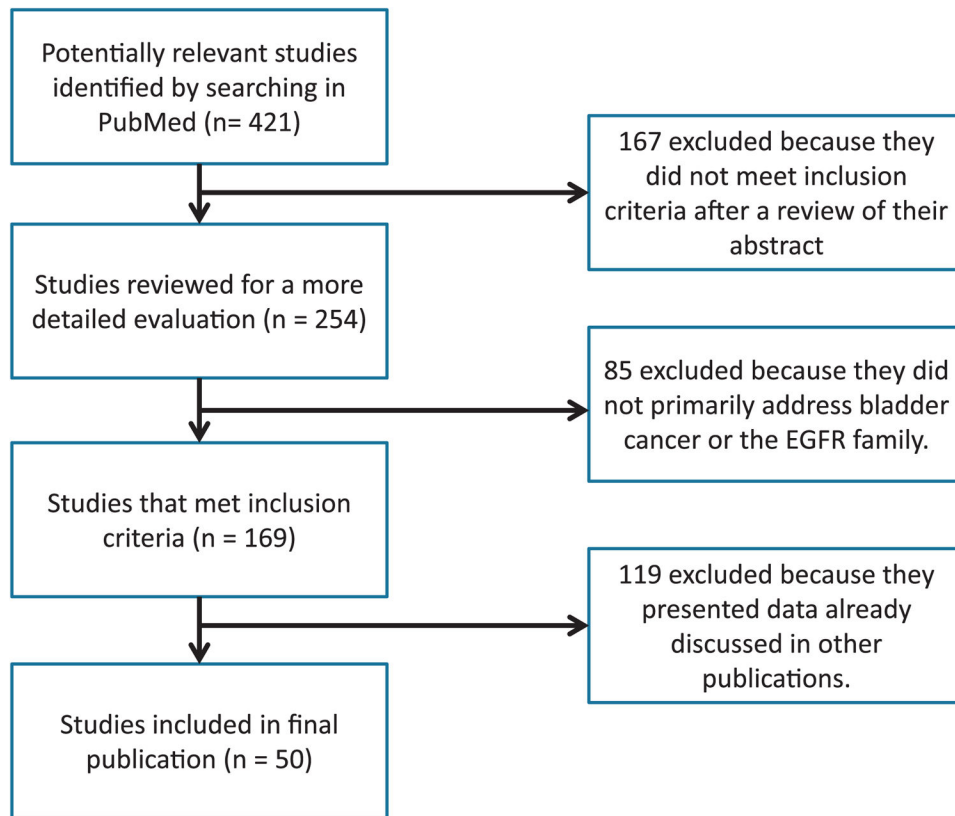 Potentially relevant studies
identified by searching in
PubMed (n= 421)
167 excluded because they
did not meet inclusion
criteria after a review of their
abstract
Studies reviewed for a more
detailed evaluation (n = 254)
85 excluded because they did
not primarily address bladder
cancer or the EGFR family.
Studies that met inclusion
criteria (n = 169)
119 excluded because they
presented data already
discussed in other
publications.
Studies included in final
publication (n = 50)